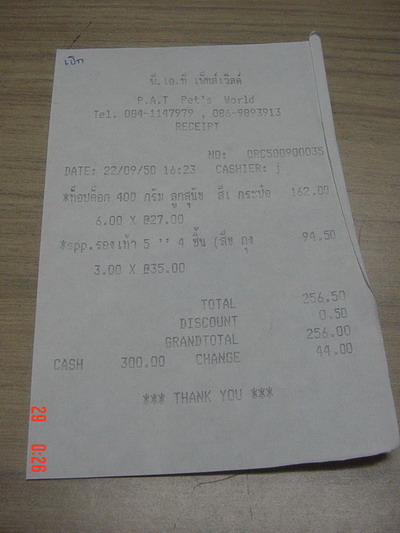 เบิก
พี.เอ.ที เพ็ทส์เวิลด์
P.A.T Pet's World
Tel. 084-1147979 , 086-9893913
RECEIPT
NO: ORC500900035
DATE: 22/09/50 16:23 CASHIER: j
*ท็อปด็อก 400 กรัม ลูกสุนัข สีเ กระป๋อ 162.00
6.00 X @27.00
*spp.รองเท้า 5 '' 4 ชิ้น (สีข ถุง 94.50
3.00 X @35.00
TOTAL 256.50
DISCOUNT 0.50
GRANDTOTAL 256.00
CASH 300.00 CHANGE 44.00
*** THANK YOU ***
29 0:26